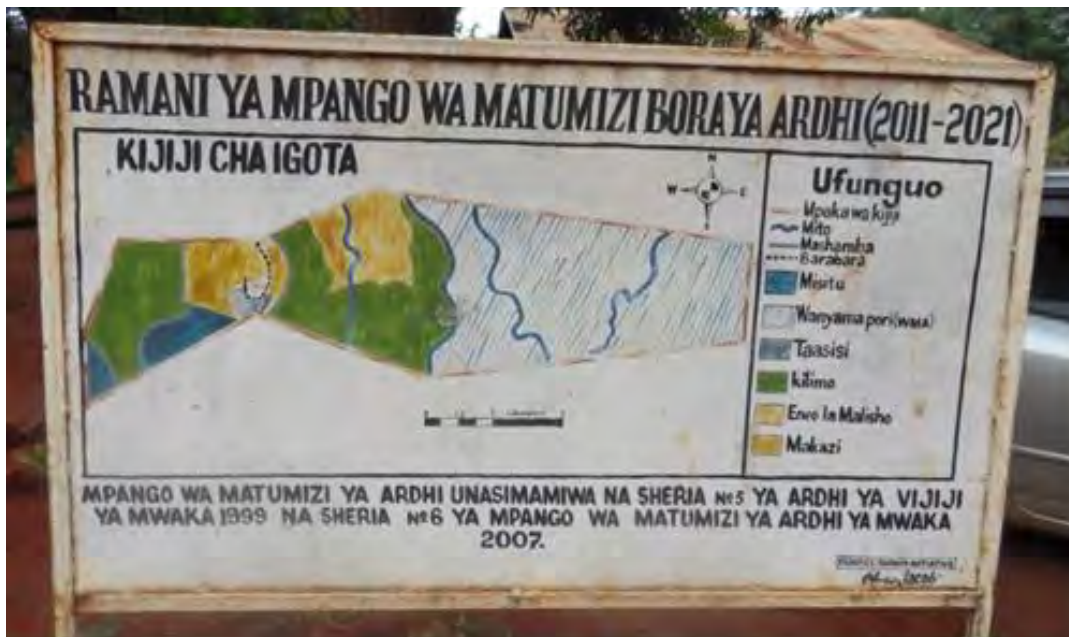 RAMANI YA MPANGO WA MATUMIZI BORA YA ARDHI (2011-2021)
KIJIJI CHA IGOTA
N
W E
Ufunguo
Mpaka wa kijiji
Mito
Mashamba
Barabara
Misitu
Wanyama pori (WMA)
Taasisi
kilimo
Eneo la Malisho
Makazi
MPANGO WA MATUMIZI YA ARDHI UNASIMAMIWA NA SHERIA №5 YA ARDHI YA VIJIJI
YA MWAKA 1999 NA SHERIA №6 YA MPANGO WA MATUMIZI YA ARDHI YA MWAKA
2007.